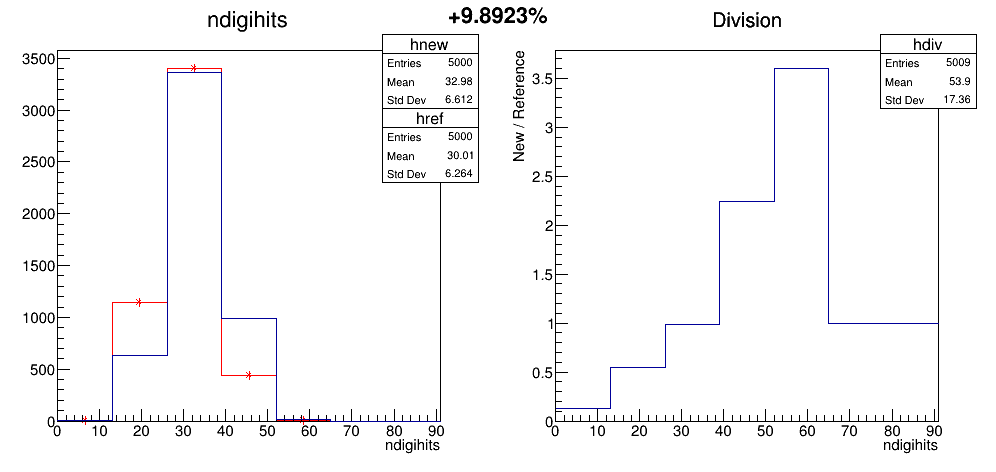 +9.8923%
ndigihits
hnew
Entries 5000
Mean 32.98
Std Dev 6.612
href
Entries 5000
Mean 30.01
Std Dev 6.264
3500
3000
2500
2000
1500
1000
500
0
0 10 20 30 40 50 60 70 80 90
ndigihits
Division
hdiv
Entries 5009
Mean 53.9
Std Dev 17.36
New / Reference
3.5
3
2.5
2
1.5
1
0.5
0
0 10 20 30 40 50 60 70 80 90
ndigihits